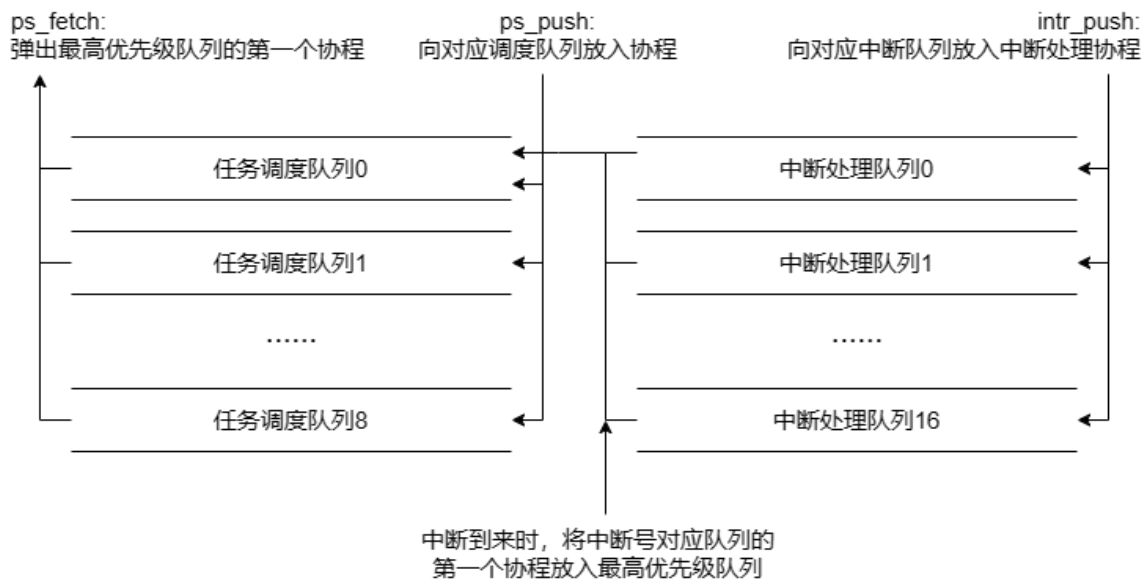 ps_fetch:
弹出最高优先级队列的第一个协程
ps_push:
向对应调度队列放入协程
intr_push:
向对应中断队列放入中断处理协程
任务调度队列0
中断处理队列0
任务调度队列1
中断处理队列1
......
......
任务调度队列8
中断处理队列16
中断到来时，将中断号对应队列的
第一个协程放入最高优先级队列